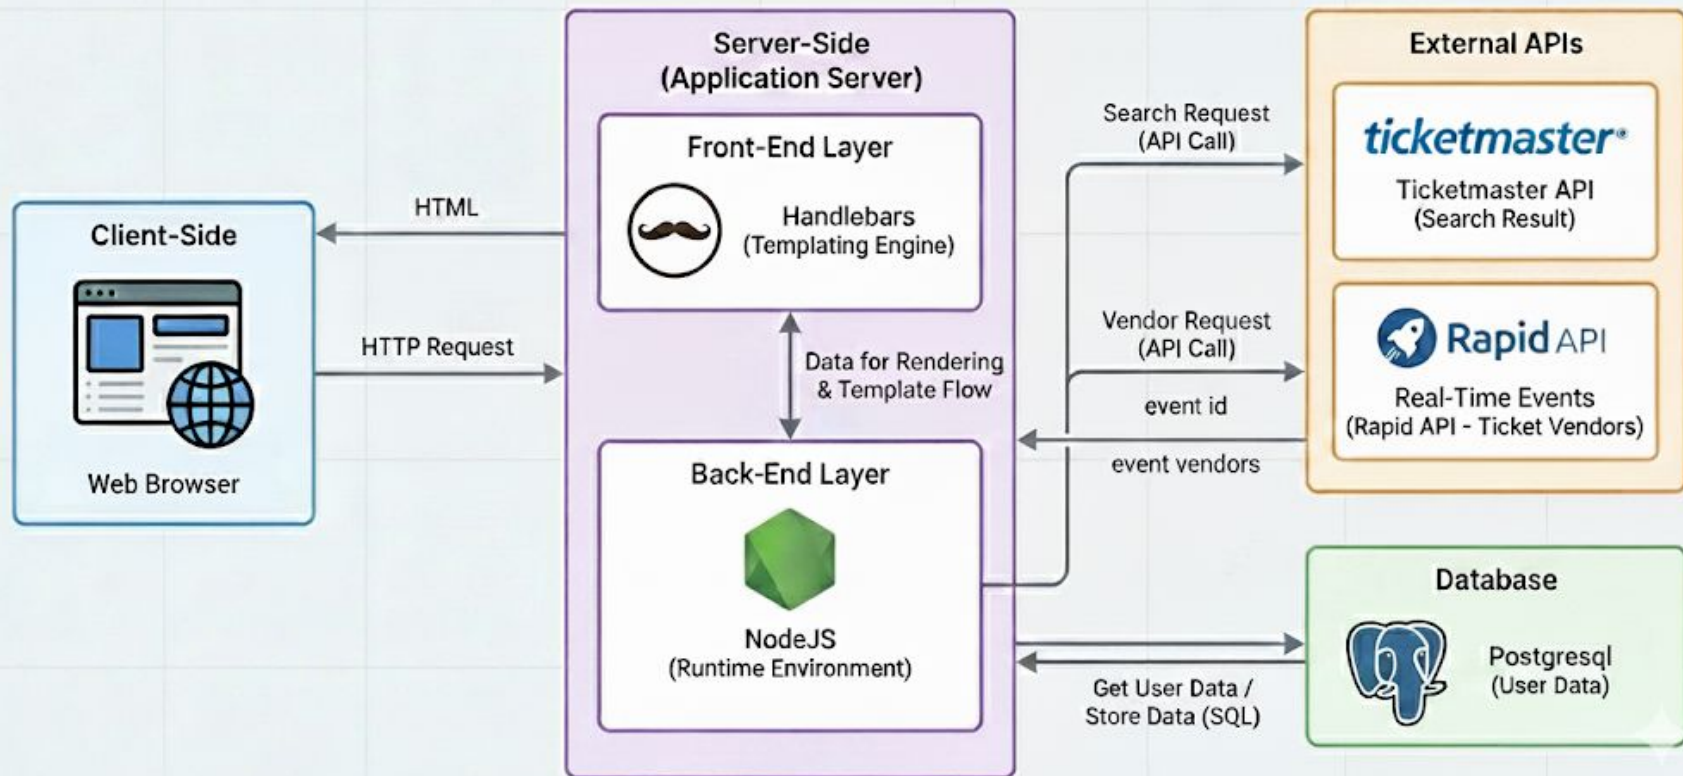 Client-Side
Web Browser
HTML
HTTP Request
Server-Side
(Application Server)
Front-End Layer
Handlebars
(Templating Engine)
Data for Rendering
& Template Flow
Back-End Layer
NodeJS
(Runtime Environment)
Search Request
(API Call)
Vendor Request
(API Call)
event id
event vendors
Get User Data /
Store Data (SQL)
External APIs
ticketmaster®
Ticketmaster API
(Search Result)
Rapid API
Real-Time Events
(Rapid API - Ticket Vendors)
Database
Postgresql
(User Data)